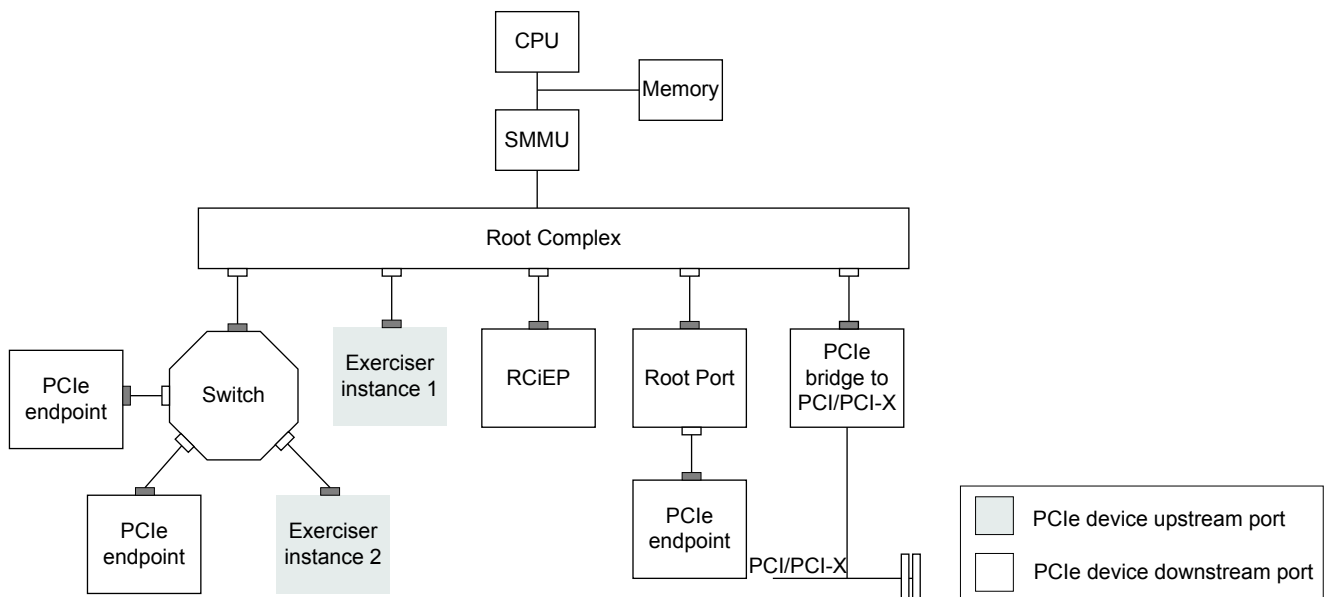 CPU
Memory
SMMU
Root Complex
PCIe
endpoint
Switch
Exerciser
instance 1
RCiEP
Root Port
PCIe
bridge to
PCI/PCI-X
PCIe
endpoint
Exerciser
instance 2
PCIe
endpoint
PCI/PCI-X
PCIe device upstream port
PCIe device downstream port